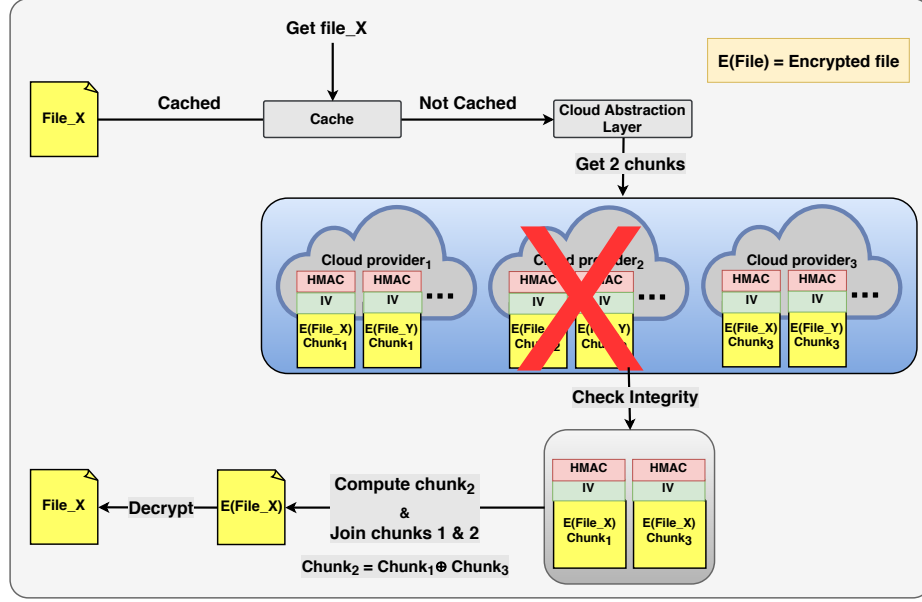 Get file_X
E(File) = Encrypted file
File_X
Cached
Cache
Not Cached
Cloud Abstraction
Layer
Get 2 chunks
Cloud provider₁
HMAC
HMAC
IV
IV
...
E(File_X)
Chunk₁
E(File_Y)
Chunk₁
Cloud provider₂
HMAC
IV
IV
...
E(File_Y)
Cloud provider₃
HMAC
HMAC
IV
IV
...
E(File_X)
Chunk₃
E(File_Y)
Chunk₃
Check Integrity
HMAC
HMAC
IV
IV
E(File_X)
Chunk₁
E(File_X)
Chunk₃
Compute chunk₂
&
Join chunks 1 & 2
Chunk₂ = Chunk₁⊕ Chunk₃
E(File_X)
Decrypt
File_X